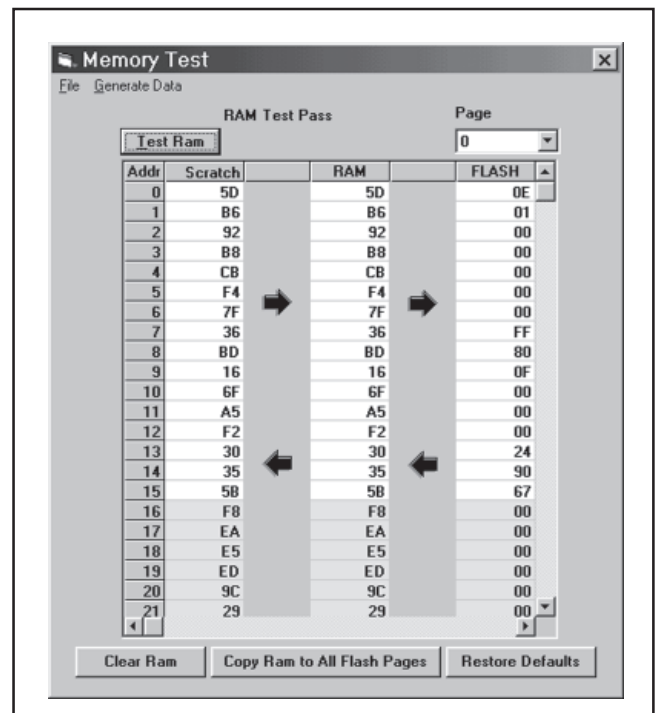 Memory Test
File Generate Data
RAM Test Pass Page
Test Ram 0
Addr Scratch RAM FLASH
0 5D 5D 0E
1 B6 B6 01
2 92 92 00
3 B8 B8 00
4 CB CB 00
5 F4 F4 00
6 7F 7F 00
7 36 36 FF
8 BD BD 80
9 16 16 0F
10 6F 6F 00
11 A5 A5 00
12 F2 F2 00
13 30 30 24
14 35 35 90
15 5B 5B 67
16 F8 F8 00
17 EA EA 00
18 E5 E5 00
19 ED ED 00
20 9C 9C 00
21 29 29 00
Clear Ram Copy Ram to All Flash Pages Restore Defaults